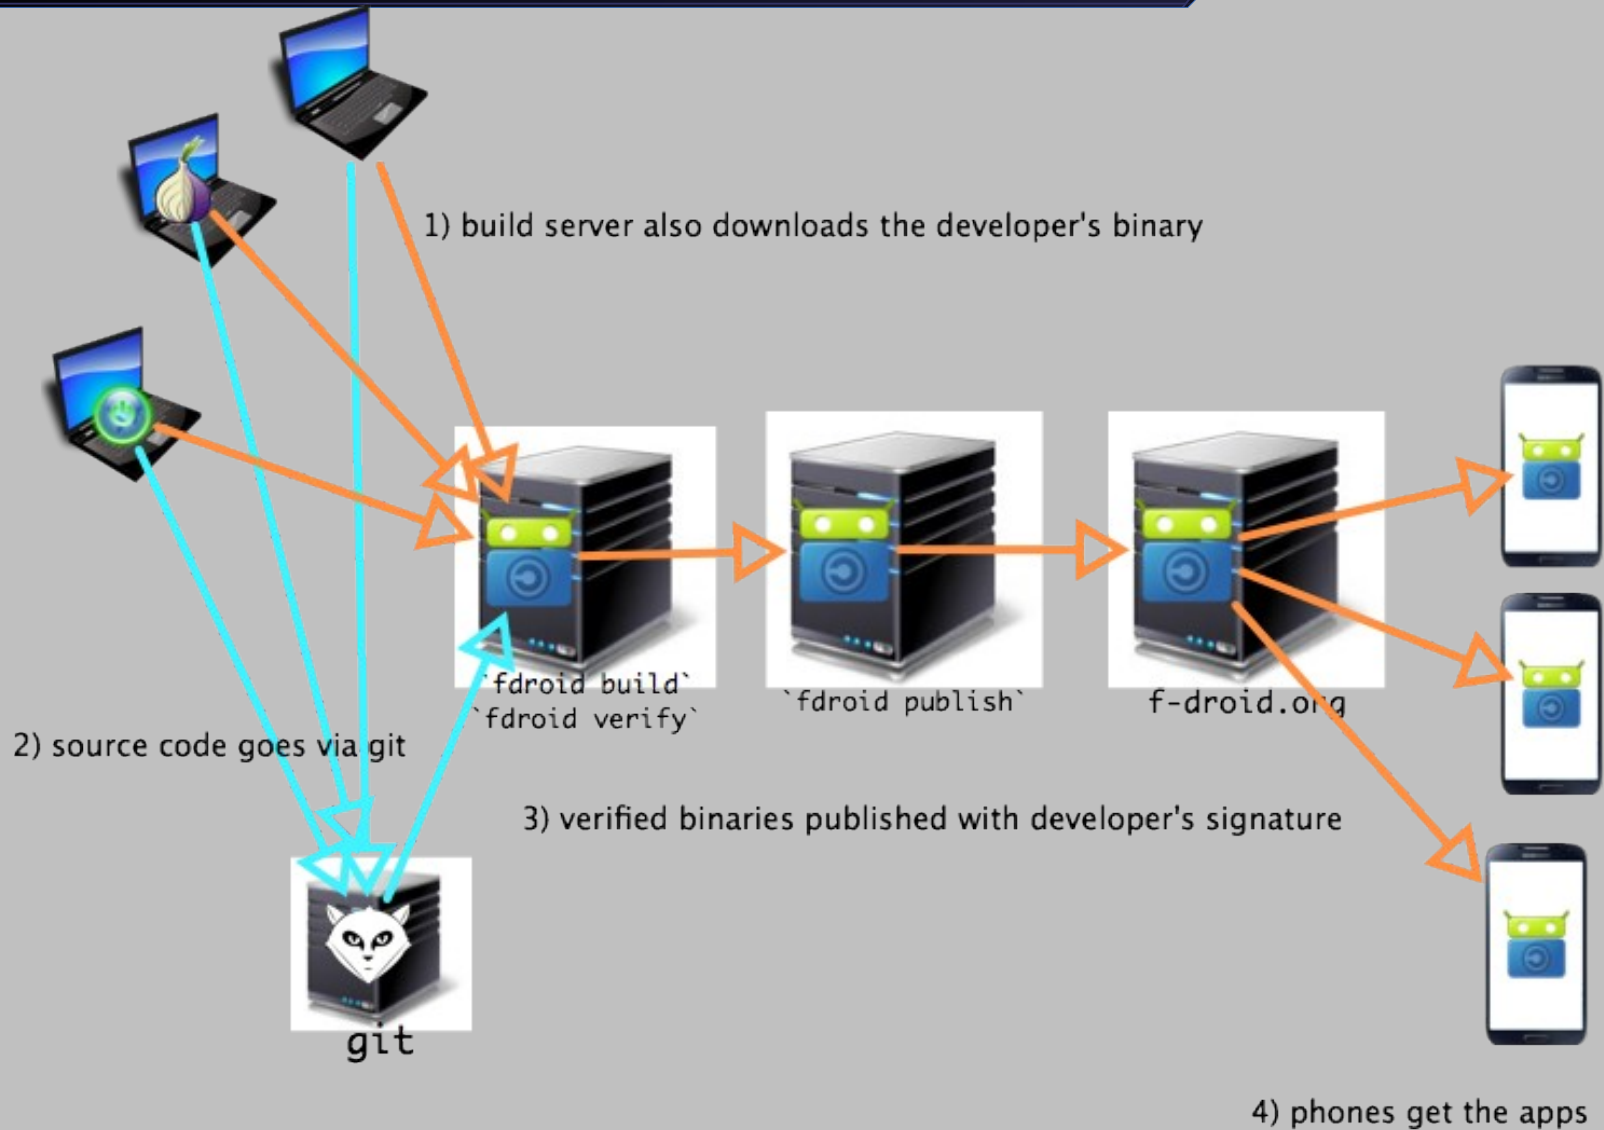 1) build server also downloads the developer's binary
`fdroid build`
`fdroid verify`
`fdroid publish`
f-droid.org
2) source code goes via git
3) verified binaries published with developer's signature
git
4) phones get the apps